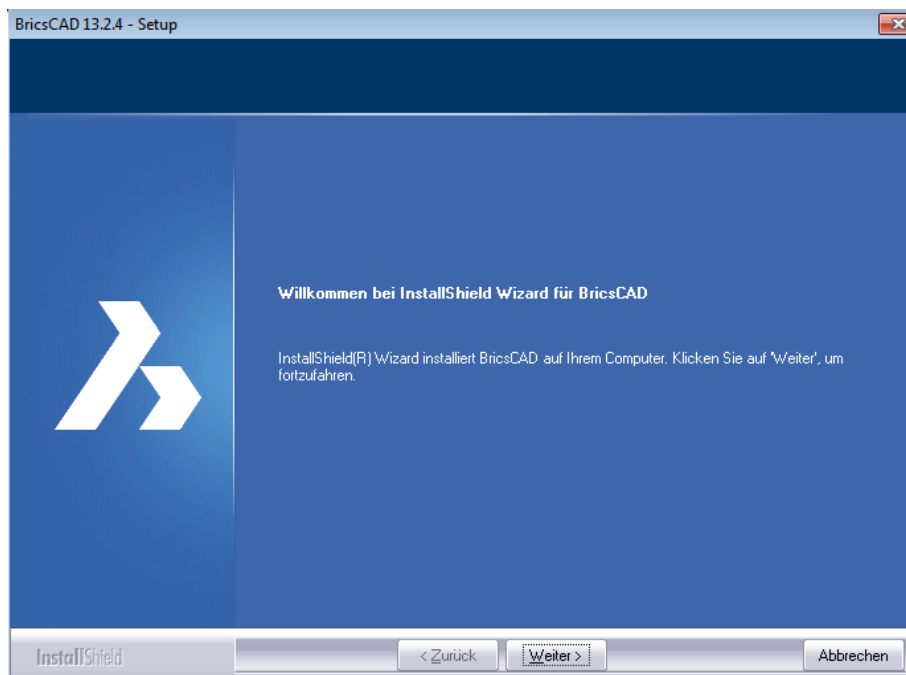 BricsCAD 13.2.4 - Setup
Willkommen bei InstallShield Wizard für BricsCAD
InstallShield(R) Wizard installiert BricsCAD auf Ihrem Computer. Klicken Sie auf 'Weiter', um
fortzufahren.
InstallShield
< Zurück
Weiter >
Abbrechen